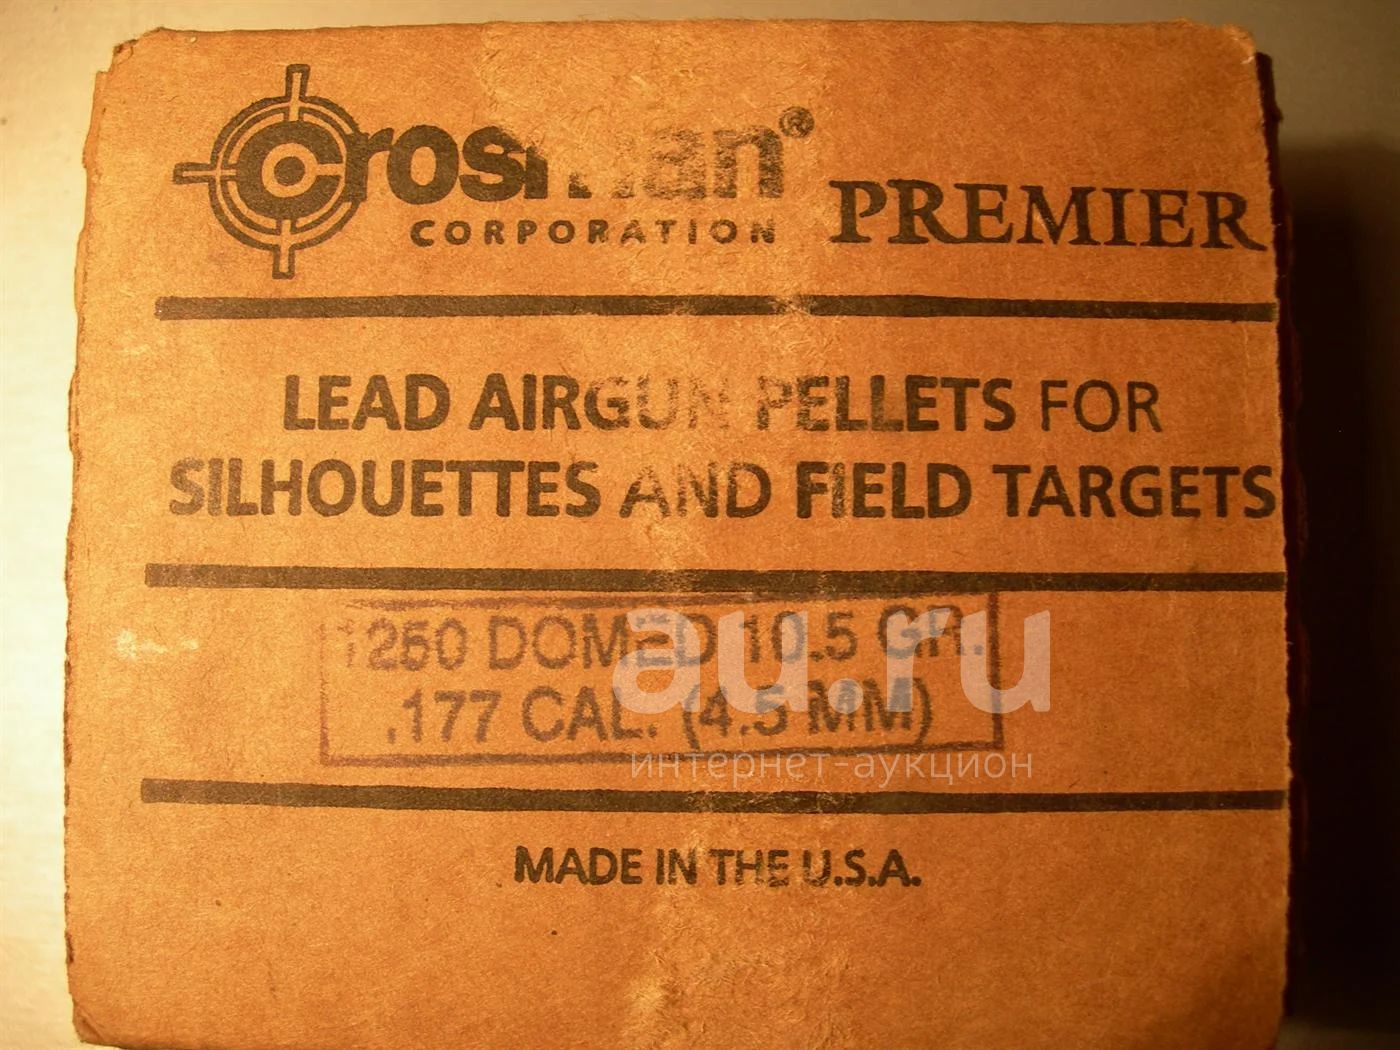 Crosman® PREMIER
CORPORATION
LEAD AIRGUN PELLETS FOR
SILHOUETTES AND FIELD TARGETS
1250 DOMED 10.5 GR.
.177 CAL. (4.5 MM)
au.ru
интернет-аукцион
MADE IN THE U.S.A.